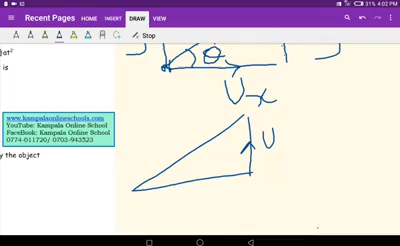 31% 4:02 PM
Recent Pages
HOME
INSERT
DRAW
VIEW
Stop
at²
is
θ
U-x
www.kampalaonlineschools.com
YouTube: Kampala Online School
FaceBook: Kampala Online School
0774-011720/ 0703-943523
U
y the object